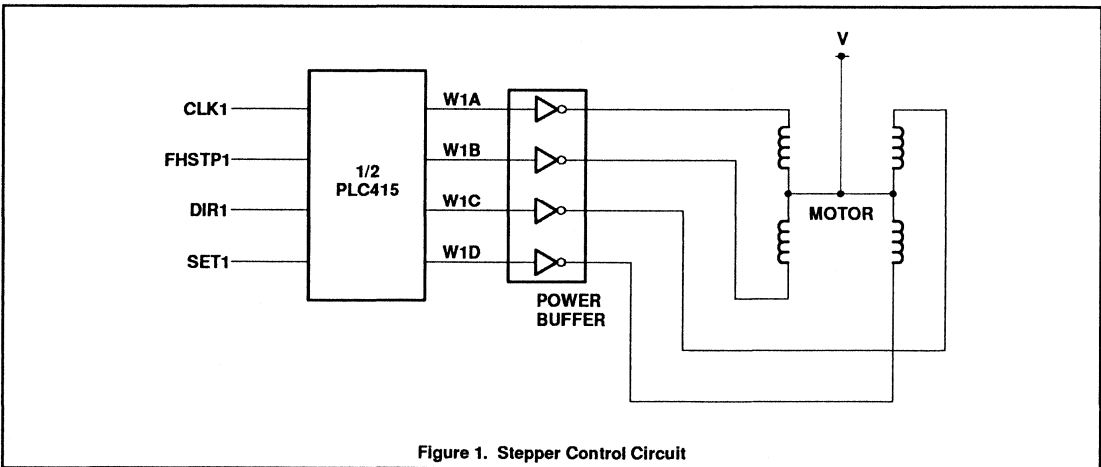 V
CLK1
W1A
FHSTP1
W1B
1/2
PLC415
DIR1
W1C
MOTOR
SET1
W1D
POWER
BUFFER
Figure 1. Stepper Control Circuit